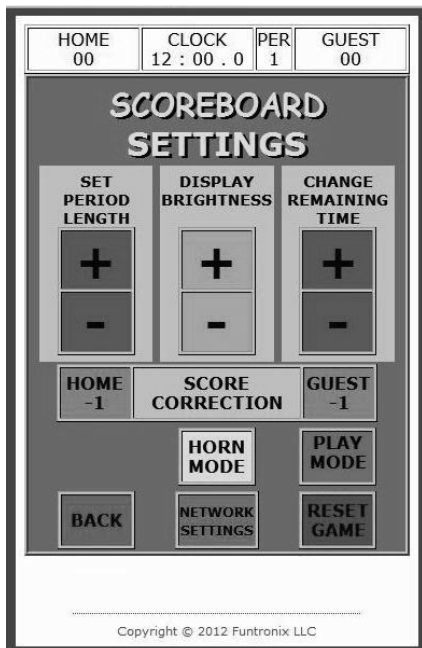 HOME CLOCK PER GUEST
00 12:00.0 1 00
SCOREBOARD
SETTINGS
SET
PERIOD
LENGTH
+
-
DISPLAY
BRIGHTNESS
+
-
CHANGE
REMAINING
TIME
+
-
HOME
-1
SCORE
CORRECTION
GUEST
-1
HORN
MODE
PLAY
MODE
BACK
NETWORK
SETTINGS
RESET
GAME
Copyright © 2012 Funtronix LLC